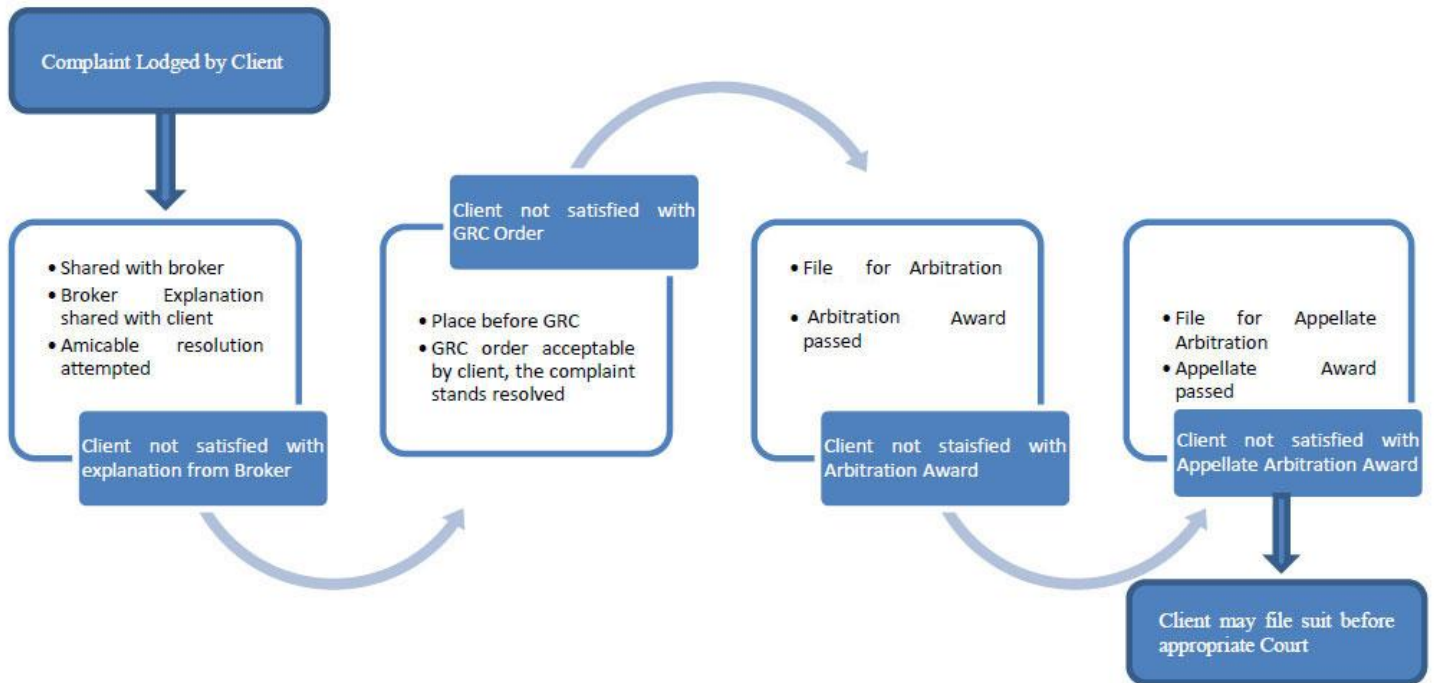 Complaint Lodged by Client
• Shared with broker
• Broker Explanation
shared with client
• Amicable resolution
attempted
Client not satisfied with
explanation from Broker
Client not satisfied with
GRC Order
• Place before GRC
• GRC order acceptable
by client, the complaint
stands resolved
• File for Arbitration
• Arbitration Award
passed
Client not staisfied with
Arbitration Award
• File for Appellate
Arbitration
• Appellate Award
passed
Client not satisfied with
Appellate Arbitration Award
Client may file suit before
appropriate Court